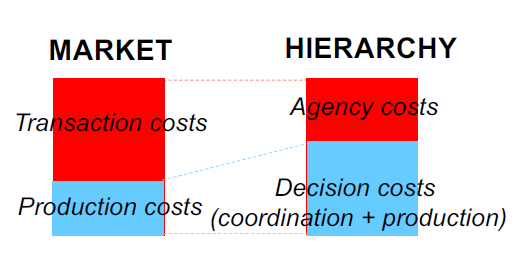 MARKET
HIERARCHY
Transaction costs
Agency costs
Production costs
Decision costs
(coordination + production)